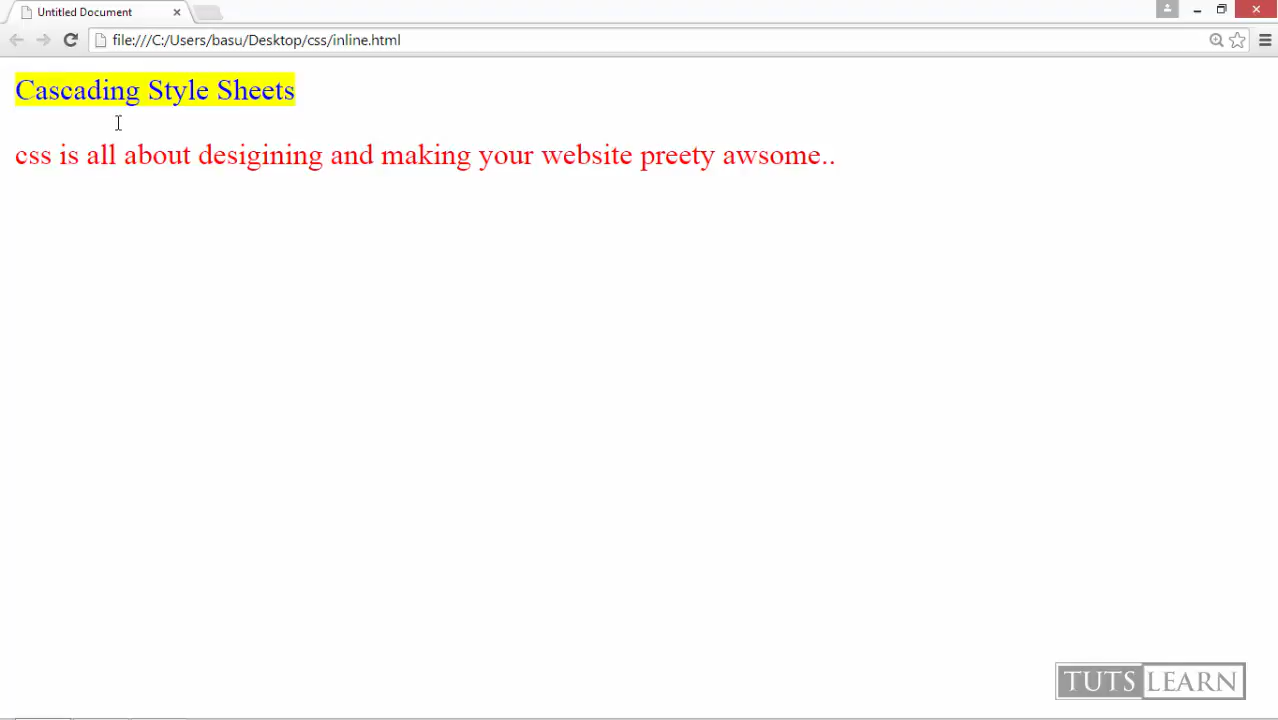 Untitled Document
file:///C:/Users/basu/Desktop/css/inline.html
Cascading Style Sheets
css is all about desigining and making your website preety awsome..
TUTS LEARN